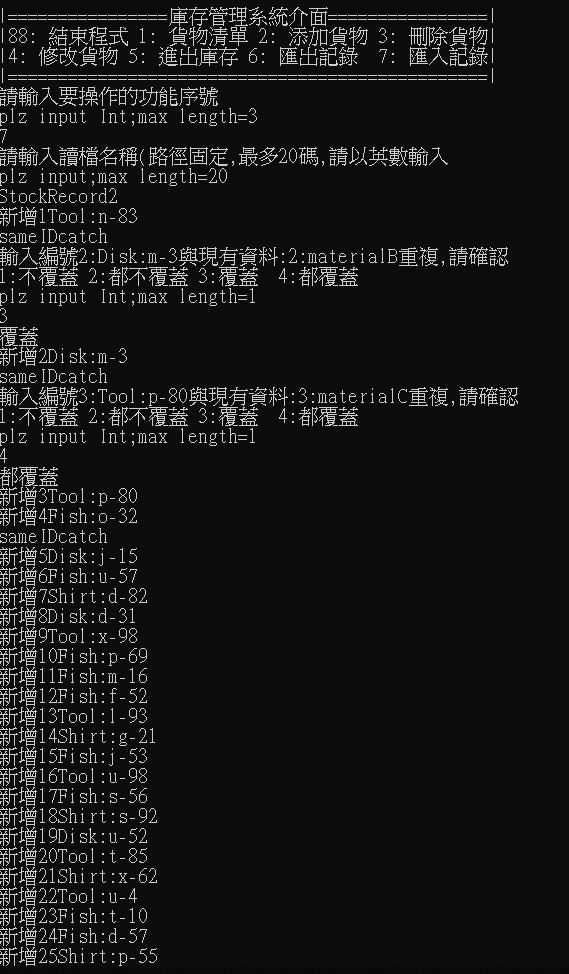 |================庫存管理系統介面================|
|88: 結束程式 1: 貨物清單 2: 添加貨物 3: 刪除貨物|
|4: 修改貨物 5: 進出庫存 6: 匯出記錄  7: 匯入記錄|
|================================================|
請輸入要操作的功能序號
plz input Int;max length=3
7
請輸入讀檔名稱(路徑固定,最多20碼,請以英數輸入
plz input;max length=20
StockRecord2
新增1Tool:n-83
sameIDcatch
輸入編號2:Disk:m-3與現有資料:2:materialB重複,請確認
1:不覆蓋 2:都不覆蓋 3:覆蓋  4:都覆蓋
plz input Int;max length=1
3
覆蓋
新增2Disk:m-3
sameIDcatch
輸入編號3:Tool:p-80與現有資料:3:materialC重複,請確認
1:不覆蓋 2:都不覆蓋 3:覆蓋  4:都覆蓋
plz input Int;max length=1
4
都覆蓋
新增3Tool:p-80
新增4Fish:o-32
sameIDcatch
新增5Disk:j-15
新增6Fish:u-57
新增7Shirt:d-82
新增8Disk:d-31
新增9Tool:x-98
新增10Fish:p-69
新增11Fish:m-16
新增12Fish:f-52
新增13Tool:l-93
新增14Shirt:g-21
新增15Fish:j-53
新增16Tool:u-98
新增17Fish:s-56
新增18Shirt:s-92
新增19Disk:u-52
新增20Tool:t-85
新增21Shirt:x-62
新增22Tool:u-4
新增23Fish:t-10
新增24Fish:d-57
新增25Shirt:p-55